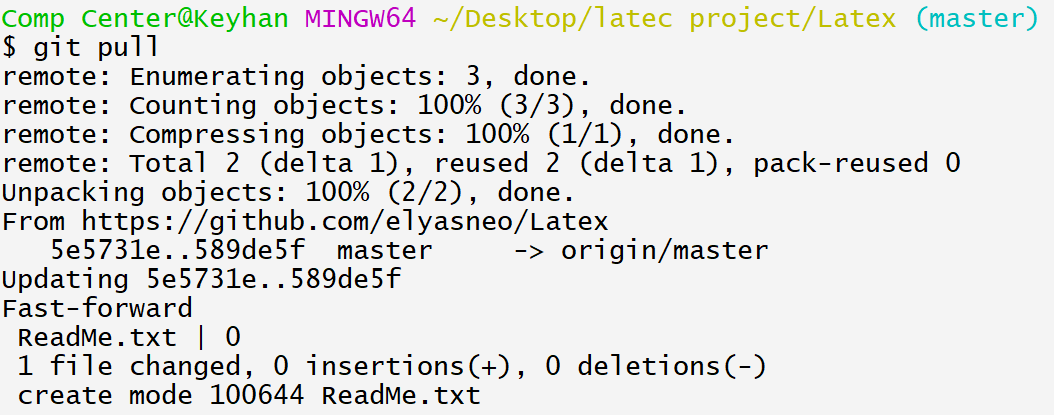 Comp Center@Keyhan MINGW64 ~/Desktop/latec project/Latex (master)
$ git pull
remote: Enumerating objects: 3, done.
remote: Counting objects: 100% (3/3), done.
remote: Compressing objects: 100% (1/1), done.
remote: Total 2 (delta 1), reused 2 (delta 1), pack-reused 0
Unpacking objects: 100% (2/2), done.
From https://github.com/elyasneo/Latex
   5e5731e..589de5f  master     -> origin/master
Updating 5e5731e..589de5f
Fast-forward
 ReadMe.txt | 0
 1 file changed, 0 insertions(+), 0 deletions(-)
 create mode 100644 ReadMe.txt